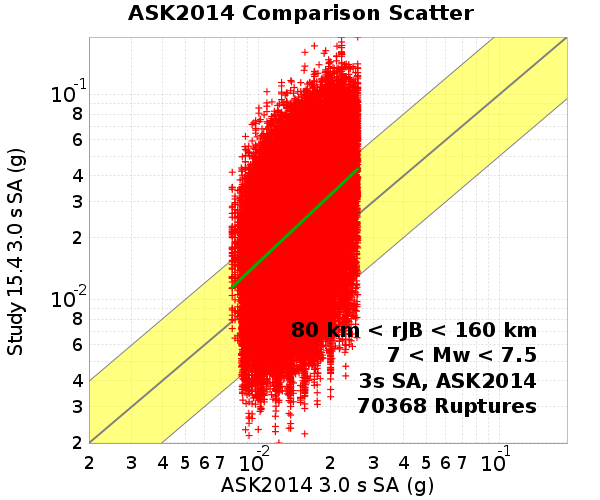 ASK2014 Comparison Scatter
Study 15.4 3.0 s SA (g)
10-1
8
6
4
3
2
10-2
8
6
4
3
2
80 km < rJB < 160 km
7 < Mw < 7.5
3s SA, ASK2014
70368 Ruptures
2 3 4 5 6 7 10-2 2 3 4 5 6 7 10-1
ASK2014 3.0 s SA (g)